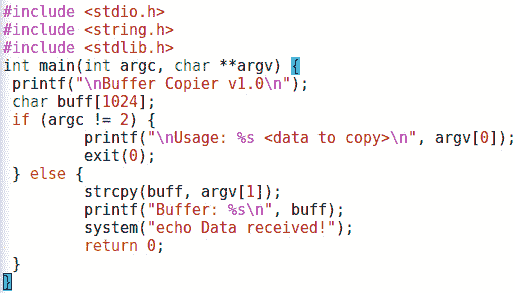 #include <stdio.h>
#include <string.h>
#include <stdlib.h>
int main(int argc, char **argv) {
 printf("\nBuffer Copier v1.0\n");
 char buff[1024];
 if (argc != 2) {
         printf("\nUsage: %s <data to copy>\n", argv[0]);
         exit(0);
 } else {
         strcpy(buff, argv[1]);
         printf("Buffer: %s\n", buff);
         system("echo Data received!");
         return 0;
 }
}